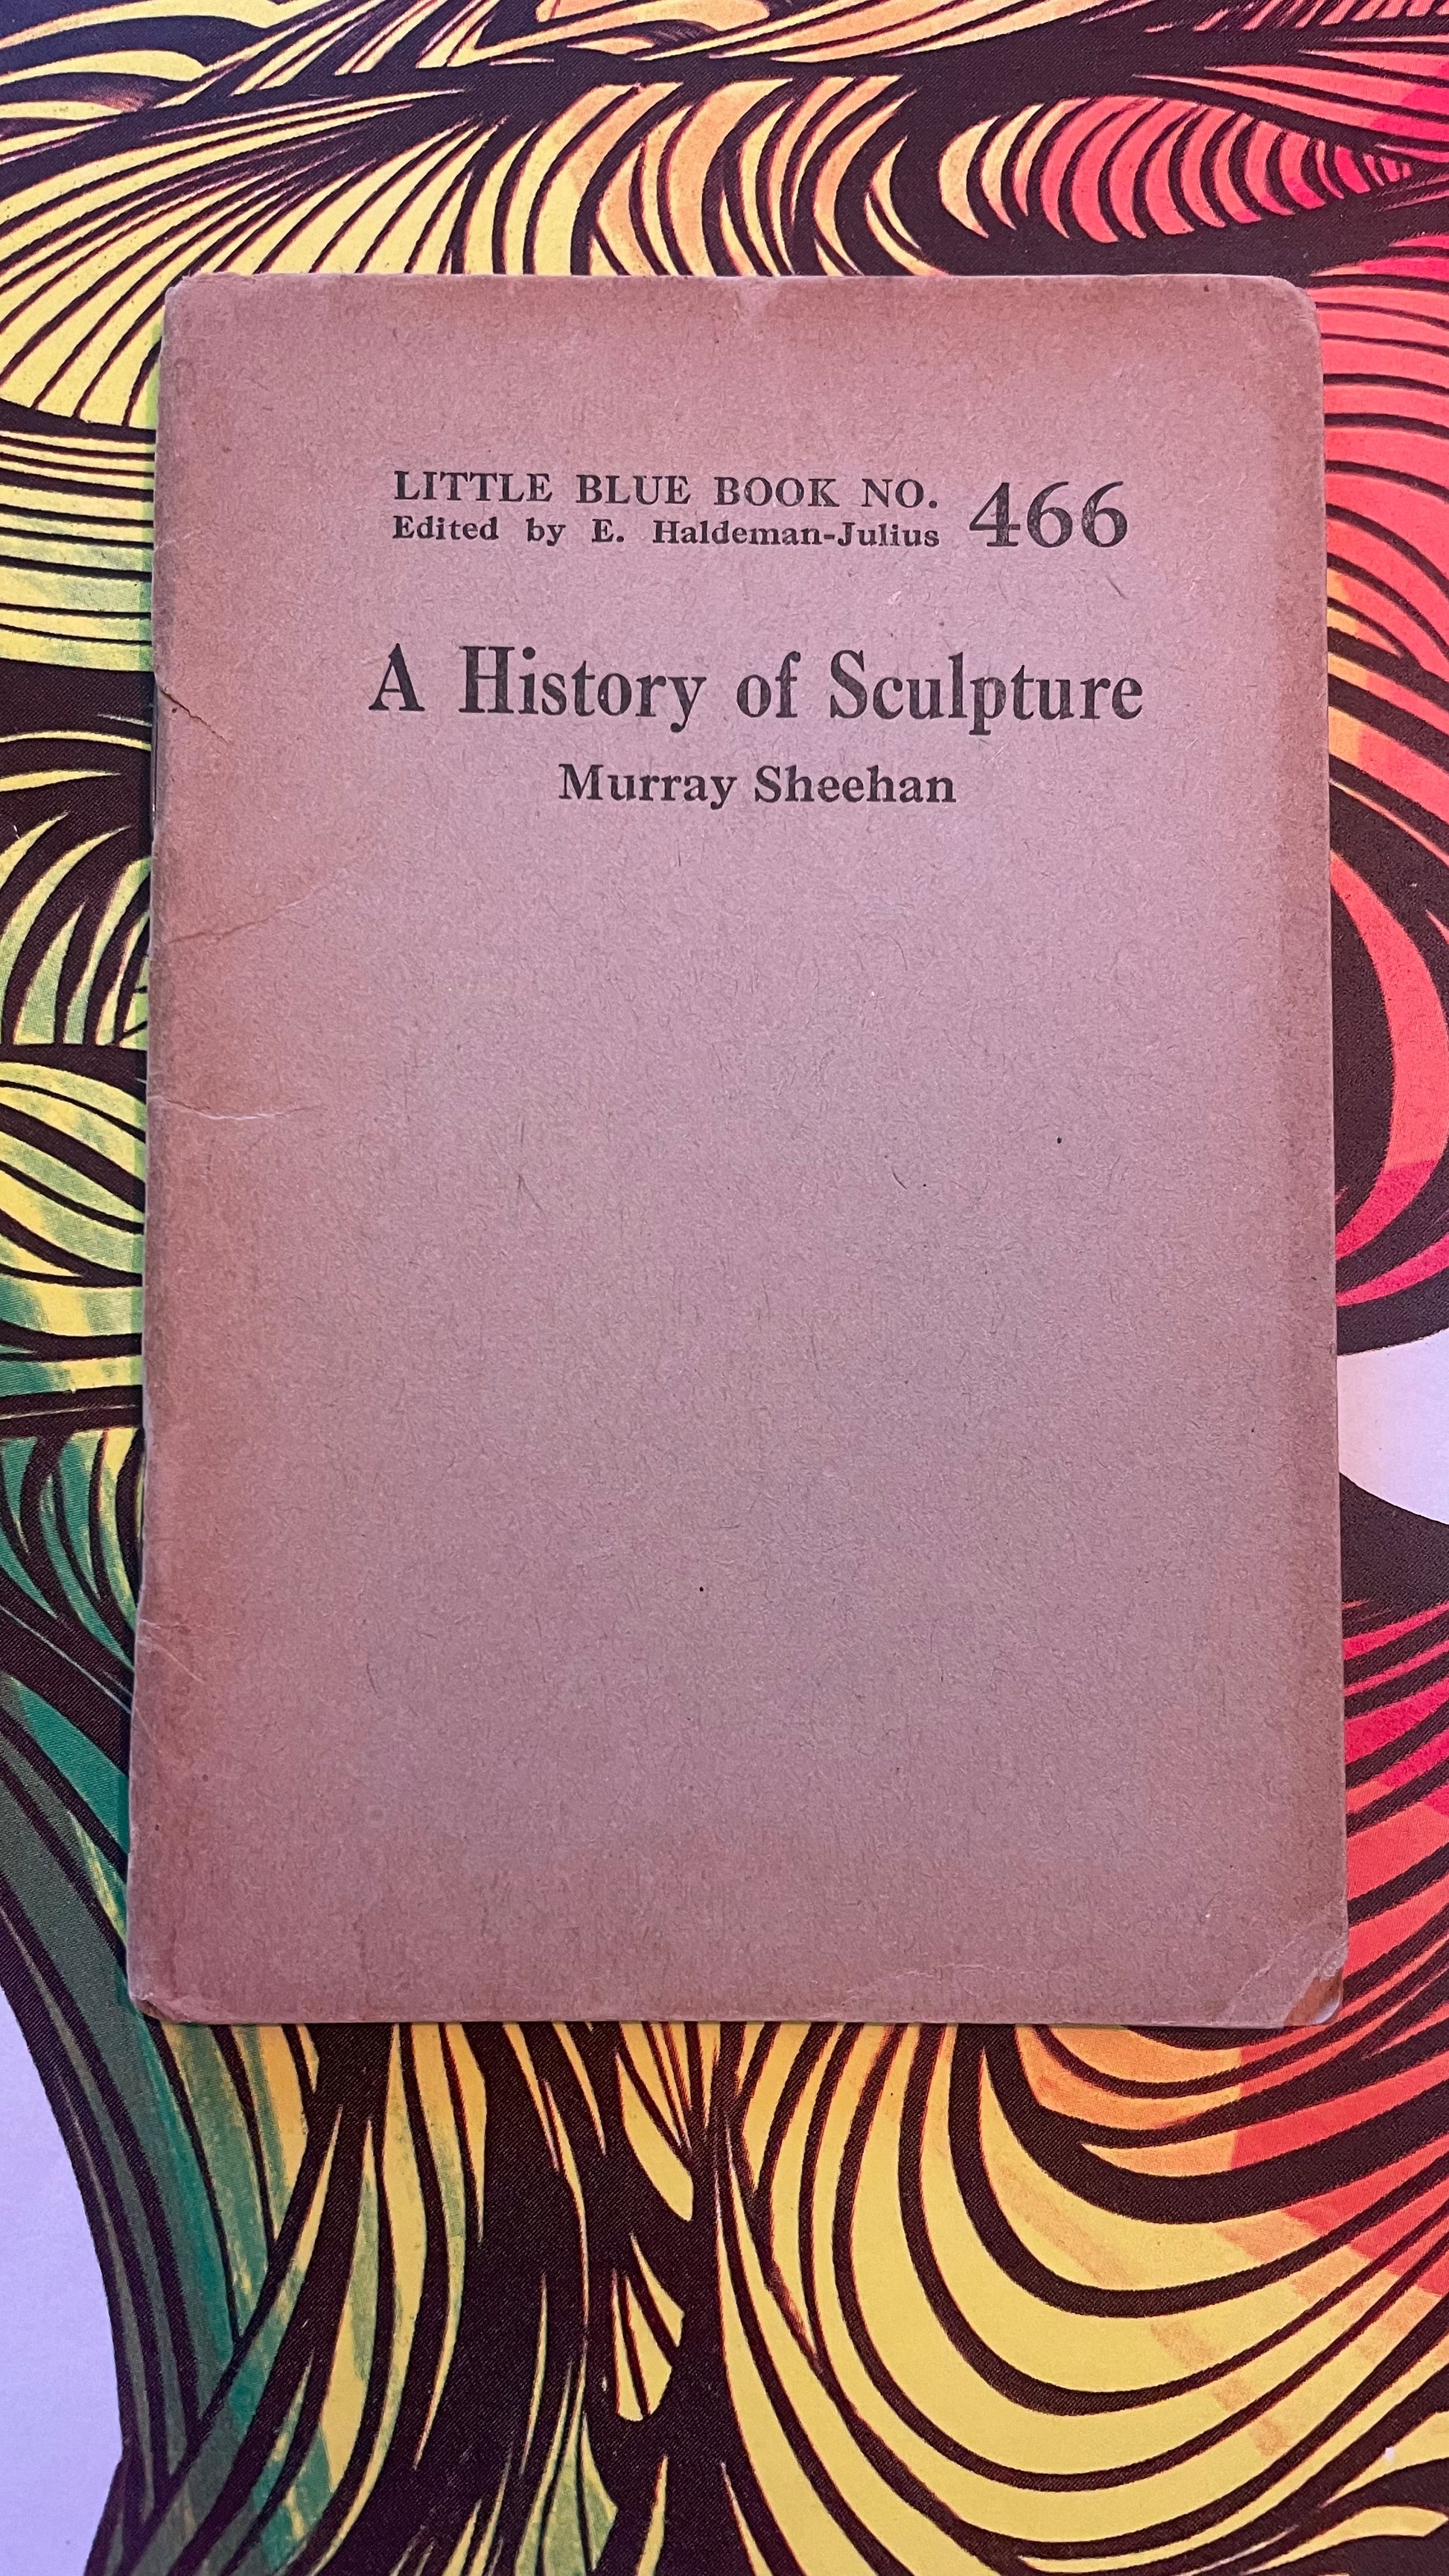 LITTLE BLUE BOOK NO. 466
Edited by E. Haldeman-Julius
A History of Sculpture
Murray Sheehan